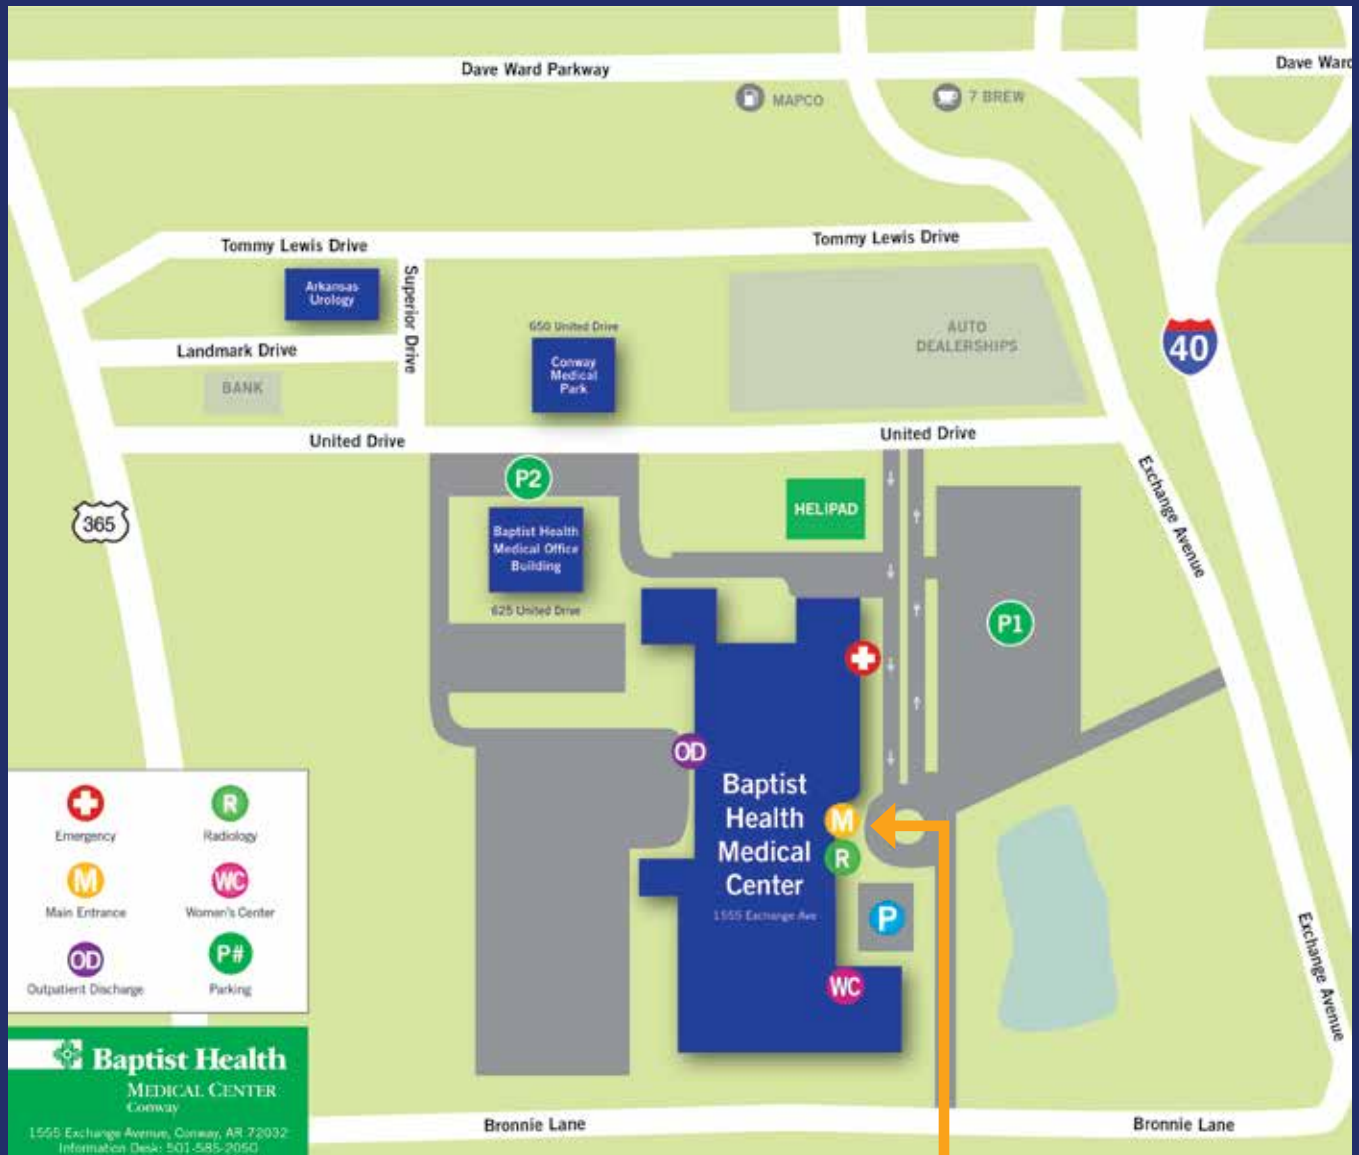 Dave Ward Parkway
Dave Ward
MAPCO
7 BREW
Tommy Lewis Drive
Tommy Lewis Drive
Arkansas
Urology
Superior Drive
650 United Drive
Landmark Drive
Conway
Medical
Park
AUTO
DEALERSHIPS
40
BANK
United Drive
United Drive
Exchange Avenue
P2
365
HELIPAD
Baptist Health
Medical Office
Building
625 United Drive
P1
OD
Baptist
Health
Medical
Center
1555 Exchange Ave
M
R
P
WC
Exchange Avenue
Emergency
R
Radiology
M
Main Entrance
WC
Women's Center
OD
Outpatient Discharge
P#
Parking
Baptist Health
MEDICAL CENTER
Conway
1555 Exchange Avenue, Conway, AR 72032
Information Desk: 501-585-2050
Bronnie Lane
Bronnie Lane